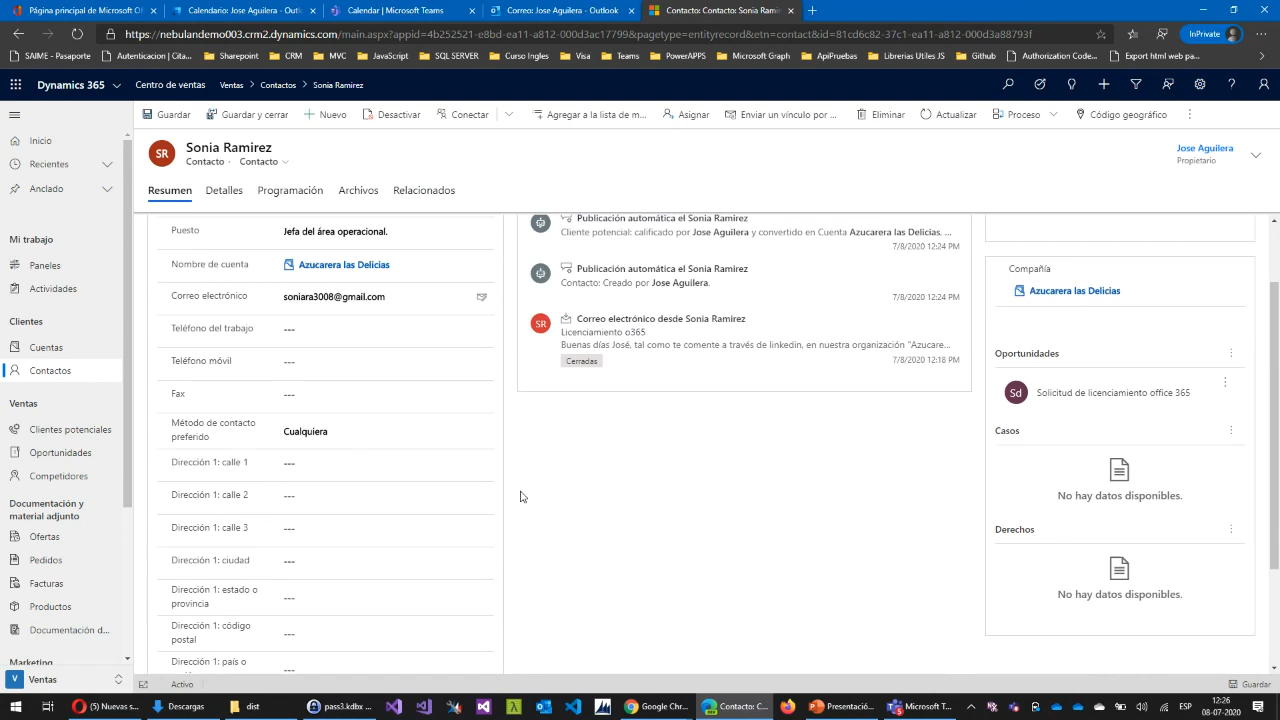 Página principal de Microsoft Of
Calendario: Jose Aguilera - Outlo
Calendar | Microsoft Teams
Correo: Jose Aguilera - Outlook
Contacto: Contacto: Sonia Ramir
https://nebulandemo003.crm2.dynamics.com/main.aspx?appid=4b252521-e8bd-ea11-a812-000d3ac17799&pagetype=entityrecord&etn=contact&id=81cd6c82-37c1-ea11-a812-000d3a88793f
InPrivate
SAIME - Pasaporte
Autenticacion | Cita...
Sharepoint
CRM
MVC
JavaScript
SQL SERVER
Curso Ingles
Visa
Teams
PowerAPPS
Microsoft Graph
ApiPruebas
Librerias Utiles JS
Github
Authorization Code...
Export html web pa...
Dynamics 365
Centro de ventas
Ventas > Contactos > Sonia Ramirez
Guardar
Guardar y cerrar
Nuevo
Desactivar
Conectar
Agregar a la lista de m...
Asignar
Enviar un vínculo por ...
Eliminar
Actualizar
Proceso
Código geográfico
Inicio
Recientes
Anclado
Mi trabajo
Paneles
Actividades
Clientes
Cuentas
Contactos
Ventas
Clientes potenciales
Oportunidades
Competidores
Documentación y
material adjunto
Ofertas
Pedidos
Facturas
Productos
Documentación d...
Marketing
V Ventas
SR
Sonia Ramirez
Contacto · Contacto
Jose Aguilera
Propietario
Resumen
Detalles
Programación
Archivos
Relacionados
Puesto Jefa del área operacional.
Nombre de cuenta Azucarera las Delicias
Correo electrónico soniara3008@gmail.com
Teléfono del trabajo ---
Teléfono móvil ---
Fax ---
Método de contacto
preferido Cualquiera
Dirección 1: calle 1 ---
Dirección 1: calle 2 ---
Dirección 1: calle 3 ---
Dirección 1: ciudad ---
Dirección 1: estado o
provincia ---
Dirección 1: código
postal ---
Dirección 1: país o
---
Publicación automática el Sonia Ramirez
Cliente potencial: calificado por Jose Aguilera y convertido en Cuenta Azucarera las Delicias. ...
7/8/2020 12:24 PM
Publicación automática el Sonia Ramirez
Contacto: Creado por Jose Aguilera.
7/8/2020 12:24 PM
SR
Correo electrónico desde Sonia Ramirez
Licenciamiento o365
Buenas días José, tal como te comente a través de linkedin, en nuestra organización "Azucare...
Cerradas
7/8/2020 12:18 PM
Compañía
Azucarera las Delicias
Oportunidades
Sd Solicitud de licenciamiento office 365
Casos
No hay datos disponibles.
Derechos
No hay datos disponibles.
Activo
Guardar
(5) Nuevas s...
Descargas
dist
pass3.kdbx ...
Google Chr...
Contacto: C...
Presentació...
Microsoft T...
ESP
12:26
08-07-2020